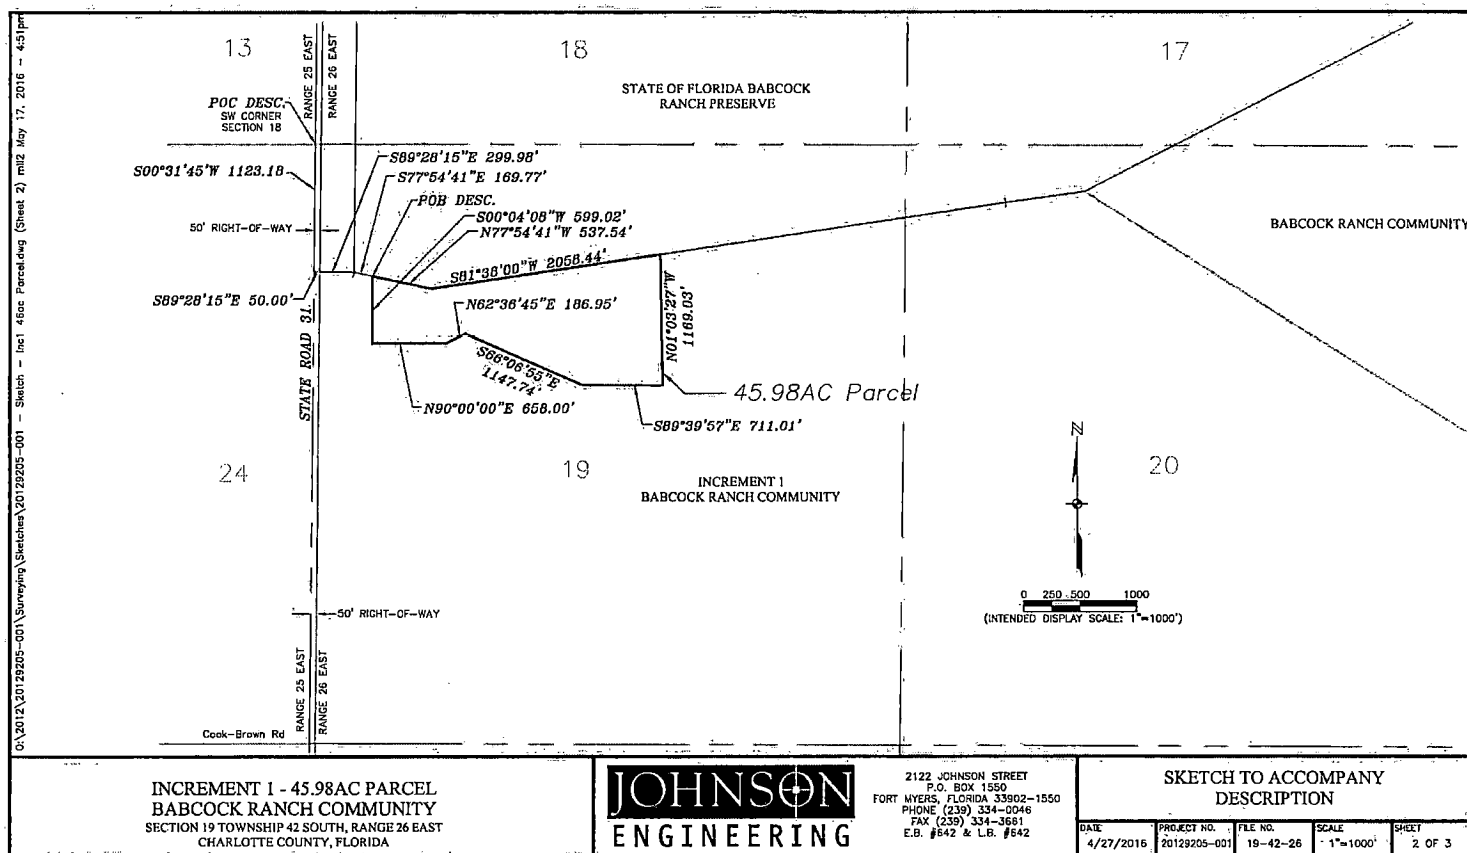 O:\2012\20129205-001\Surveying\Sketches\20129205-001 - Sketch - Inc1 46ac Parcel.dwg (Sheet 2) mll2 May 17, 2016 - 4:51pm
13
RANGE 25 EAST
RANGE 26 EAST
18
17
STATE OF FLORIDA BABCOCK
RANCH PRESERVE
POC DESC.
SW CORNER
SECTION 18
S00°31'45"W 1123.18
S89°28'15"E 299.98'
S77°54'41"E 169.77'
POB DESC.
S00°04'08"W 599.02'
N77°54'41"W 537.54'
50' RIGHT-OF-WAY
BABCOCK RANCH COMMUNITY
S81°38'00"W 2058.44'
S89°28'15"E 50.00'
N62°36'45"E 186.95'
N01°03'27"W
1169.03'
STATE ROAD 31
S66°06'55"E
1147.74'
45.98AC Parcel
N90°00'00"E 658.00'
S89°39'57"E 711.01'
N
24
19
20
INCREMENT 1
BABCOCK RANCH COMMUNITY
0 250 500 1000
(INTENDED DISPLAY SCALE: 1"=1000')
50' RIGHT-OF-WAY
RANGE 25 EAST
RANGE 26 EAST
Cook-Brown Rd
INCREMENT 1 - 45.98AC PARCEL
BABCOCK RANCH COMMUNITY
SECTION 19 TOWNSHIP 42 SOUTH, RANGE 26 EAST
CHARLOTTE COUNTY, FLORIDA
JOHNSON
ENGINEERING
2122 JOHNSON STREET
P.O. BOX 1550
FORT MYERS, FLORIDA 33902-1550
PHONE (239) 334-0046
FAX (239) 334-3661
E.B. #642 & L.B. #642
SKETCH TO ACCOMPANY
DESCRIPTION
DATE PROJECT NO. FILE NO. SCALE SHEET
4/27/2016 20129205-001 19-42-26 1"=1000' 2 OF 3